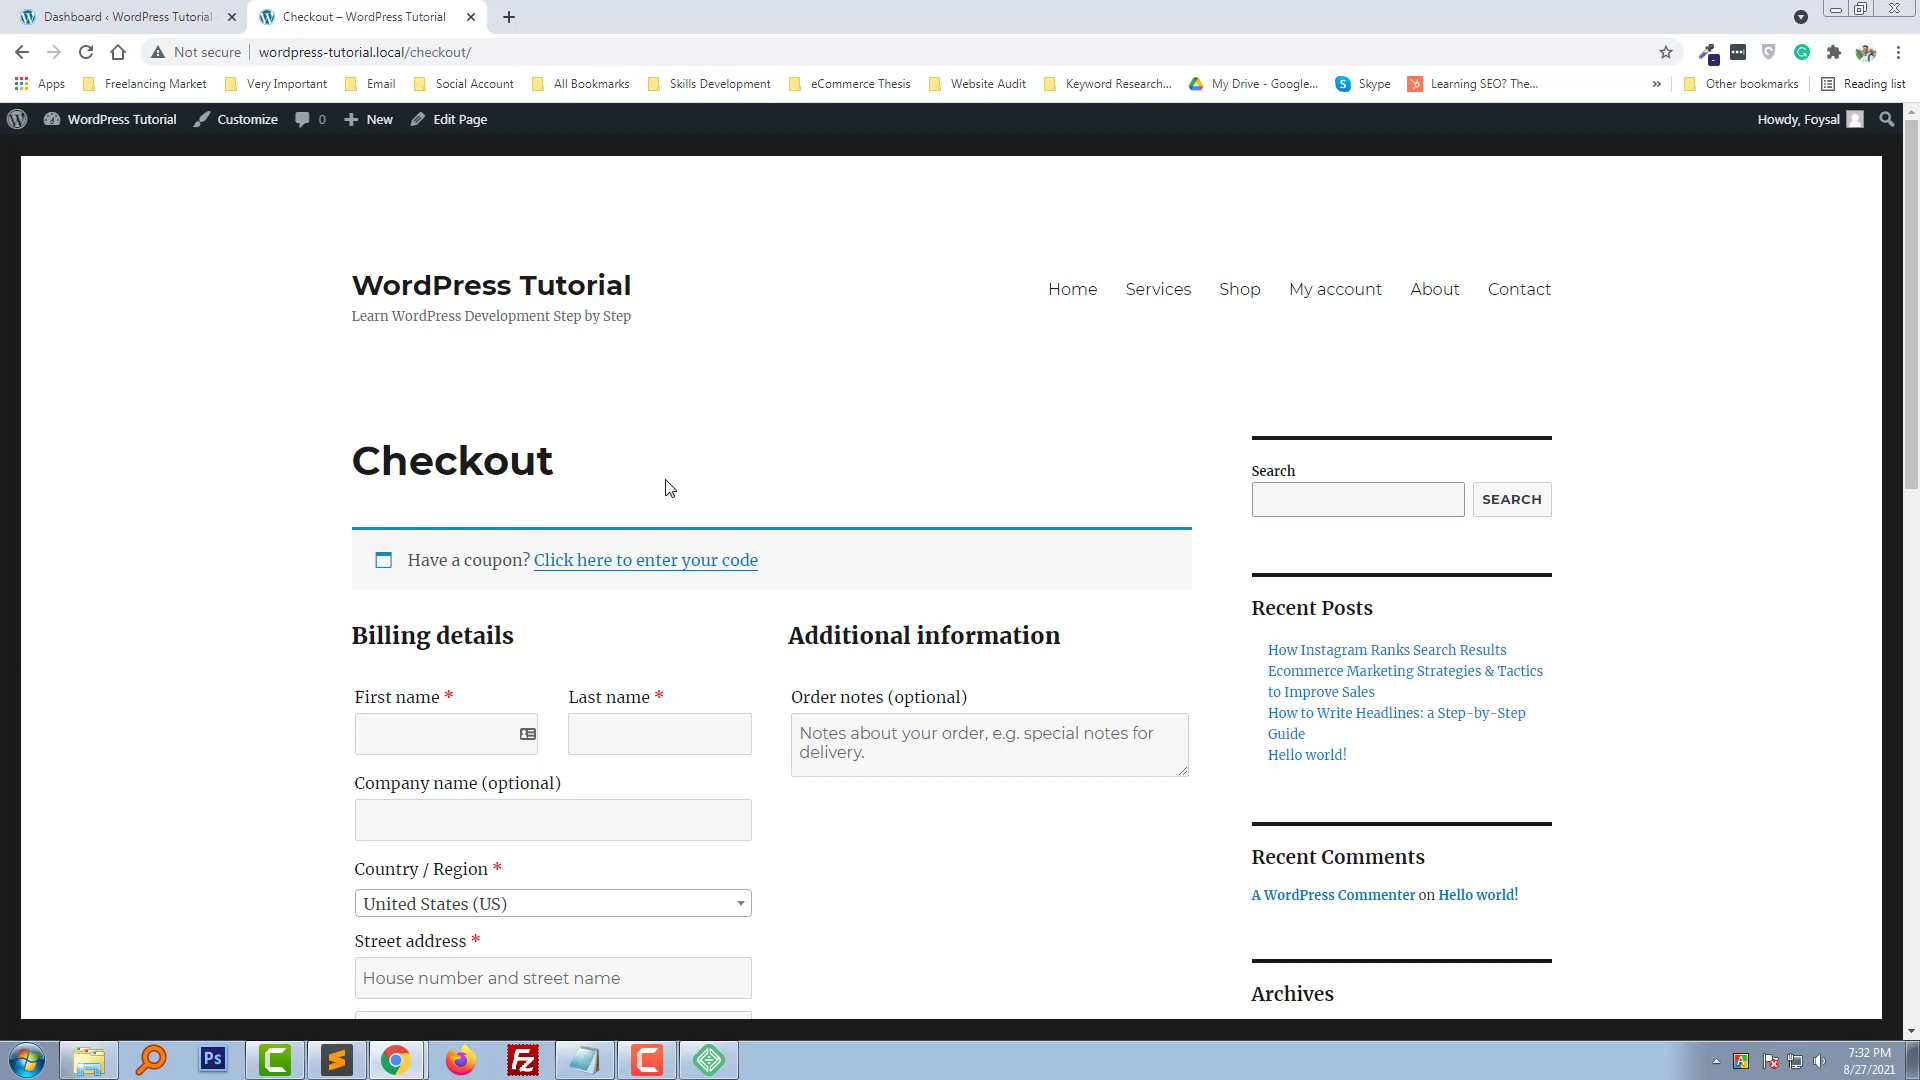 Dashboard ‹ WordPress Tutorial
Checkout – WordPress Tutorial
Not secure
wordpress-tutorial.local/checkout/
Apps
Freelancing Market
Very Important
Email
Social Account
All Bookmarks
Skills Development
eCommerce Thesis
Website Audit
Keyword Research...
My Drive - Google...
Skype
Learning SEO? The...
»
Other bookmarks
Reading list
WordPress Tutorial
Customize
0
New
Edit Page
Howdy, Foysal
WordPress Tutorial
Learn WordPress Development Step by Step
Home
Services
Shop
My account
About
Contact
Checkout
Have a coupon? Click here to enter your code
Billing details
First name *
Last name *
Company name (optional)
Country / Region *
United States (US)
Street address *
House number and street name
Additional information
Order notes (optional)
Notes about your order, e.g. special notes for
delivery.
Search
SEARCH
Recent Posts
How Instagram Ranks Search Results
Ecommerce Marketing Strategies & Tactics
to Improve Sales
How to Write Headlines: a Step-by-Step
Guide
Hello world!
Recent Comments
A WordPress Commenter on Hello world!
Archives
Ps
Fz
7:32 PM
8/27/2021